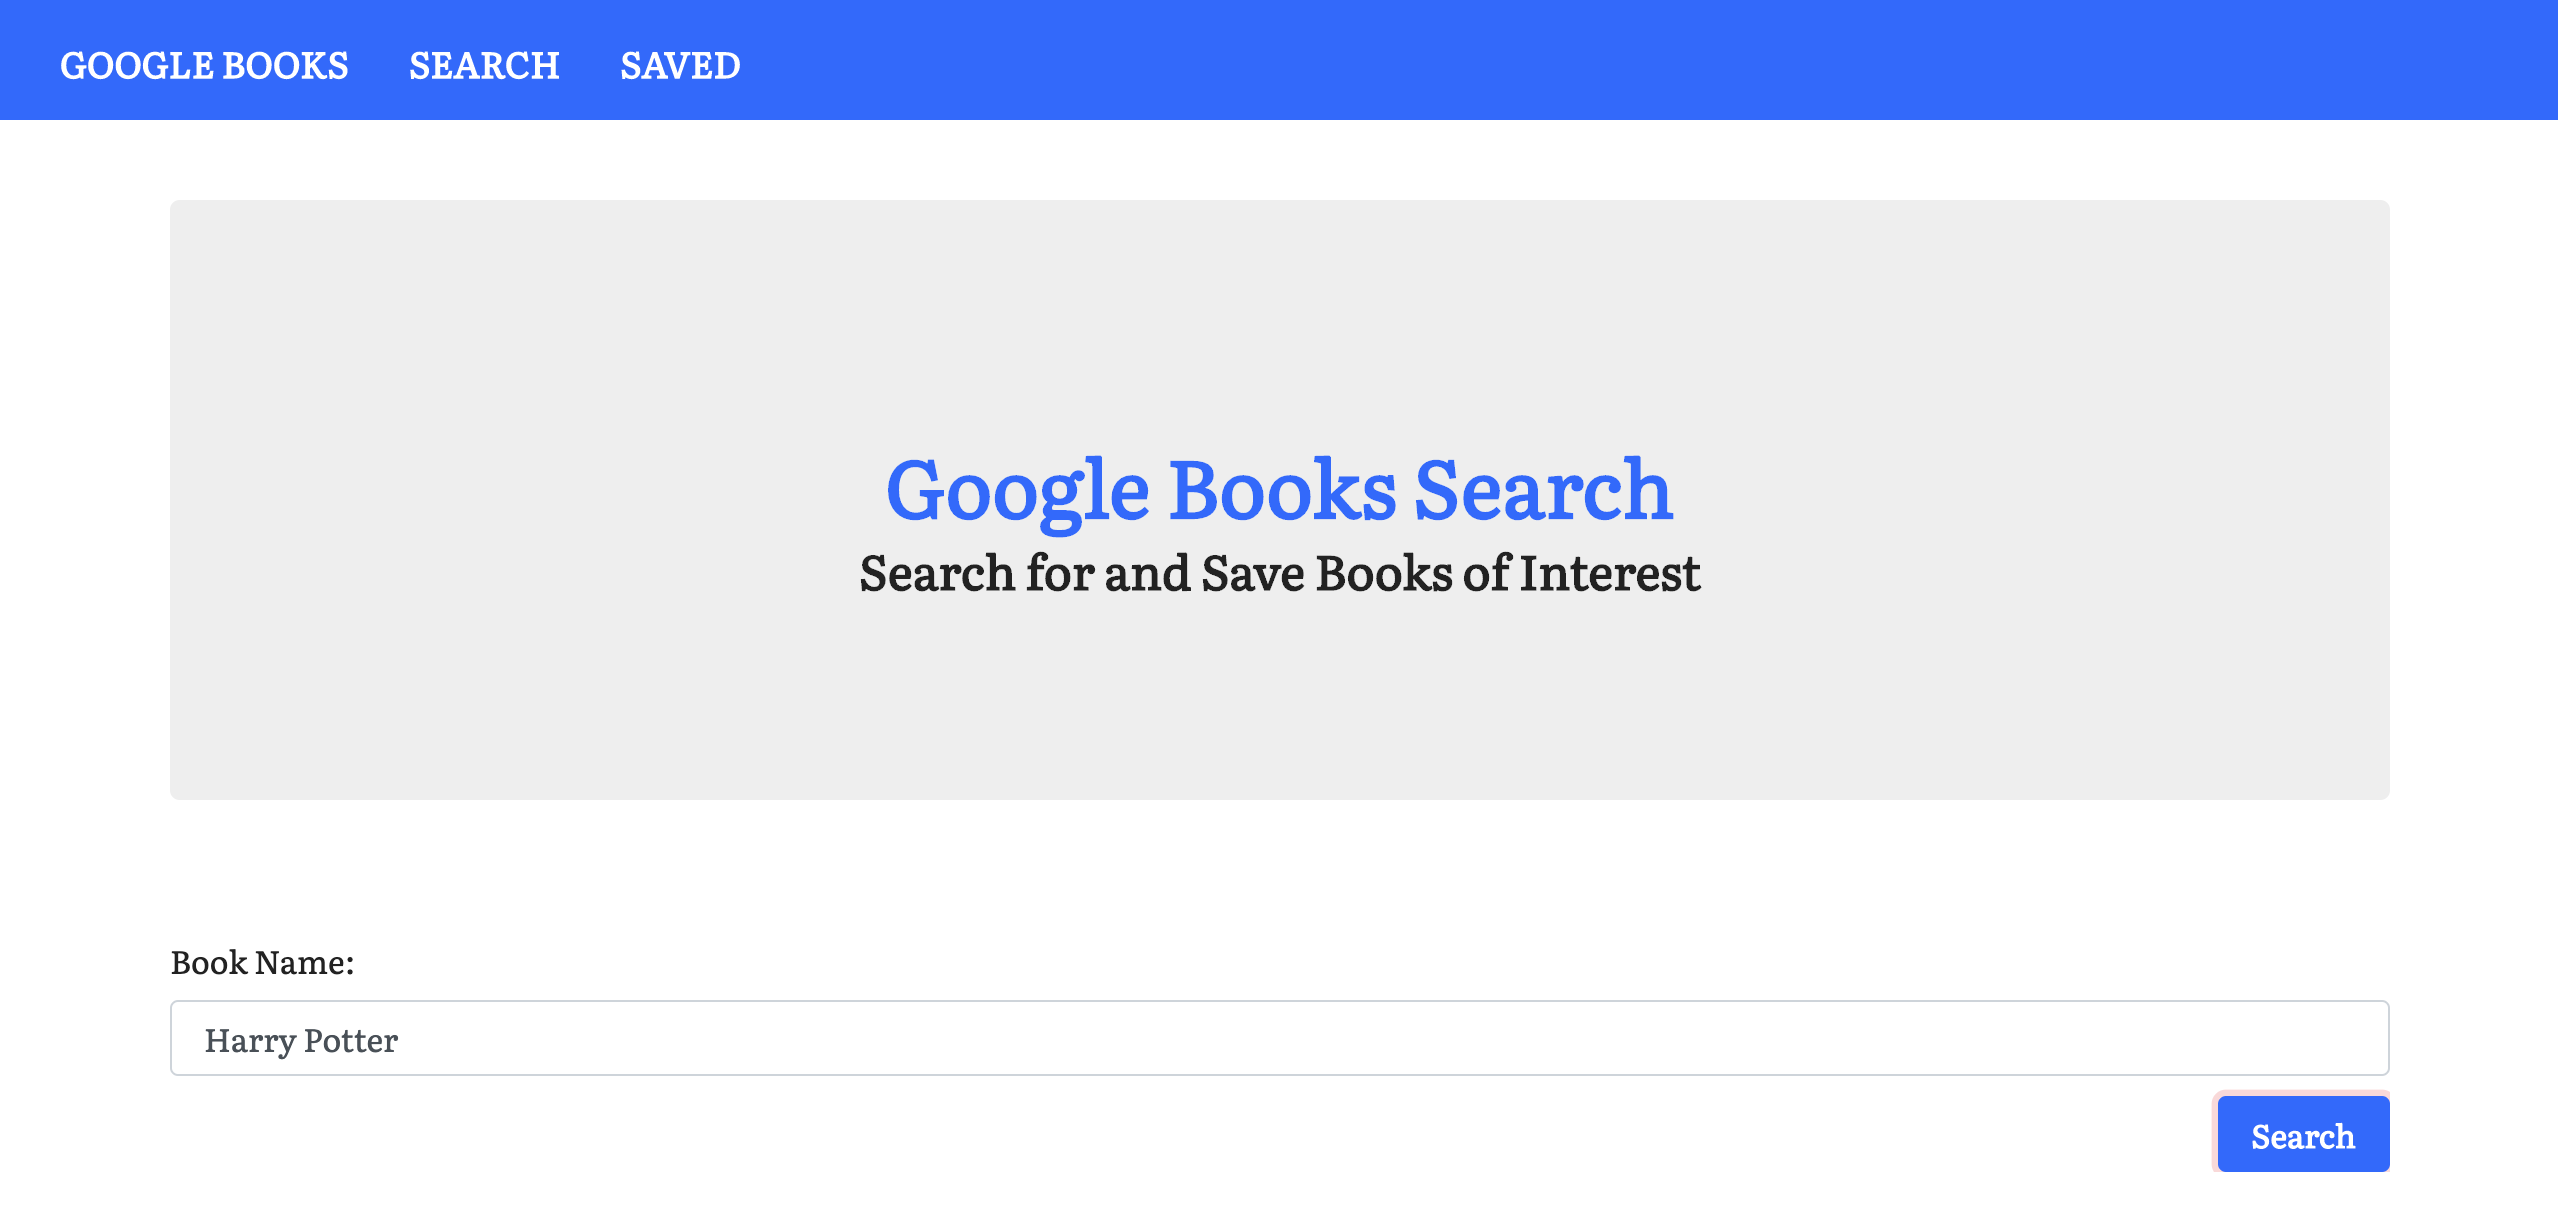 GOOGLE BOOKS SEARCH SAVED
Google Books Search
Search for and Save Books of Interest
Book Name:
Harry Potter
Search